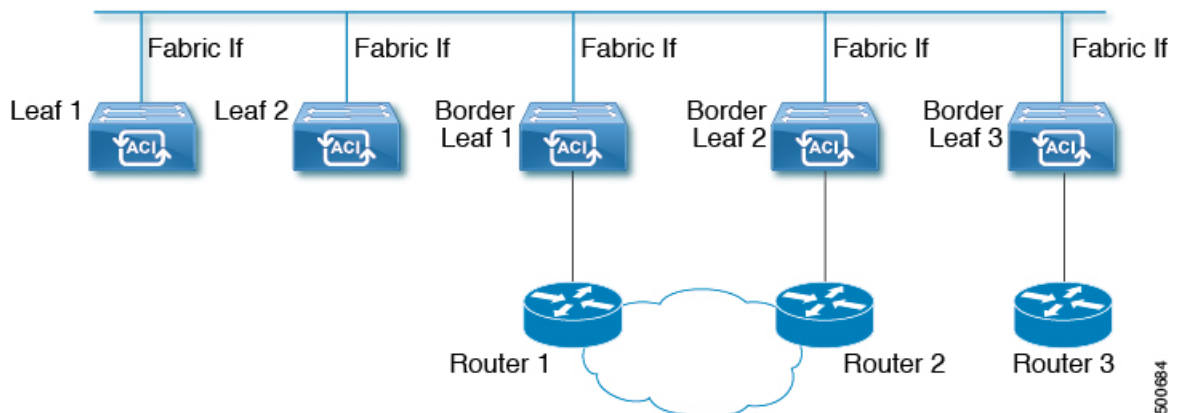 Fabric If
Fabric If
Fabric If
Fabric If
Fabric If
Leaf 1
Leaf 2
Border
Leaf 1
Border
Leaf 2
Border
Leaf 3
ACI
ACI
ACI
ACI
ACI
Router 1
Router 2
Router 3
500684